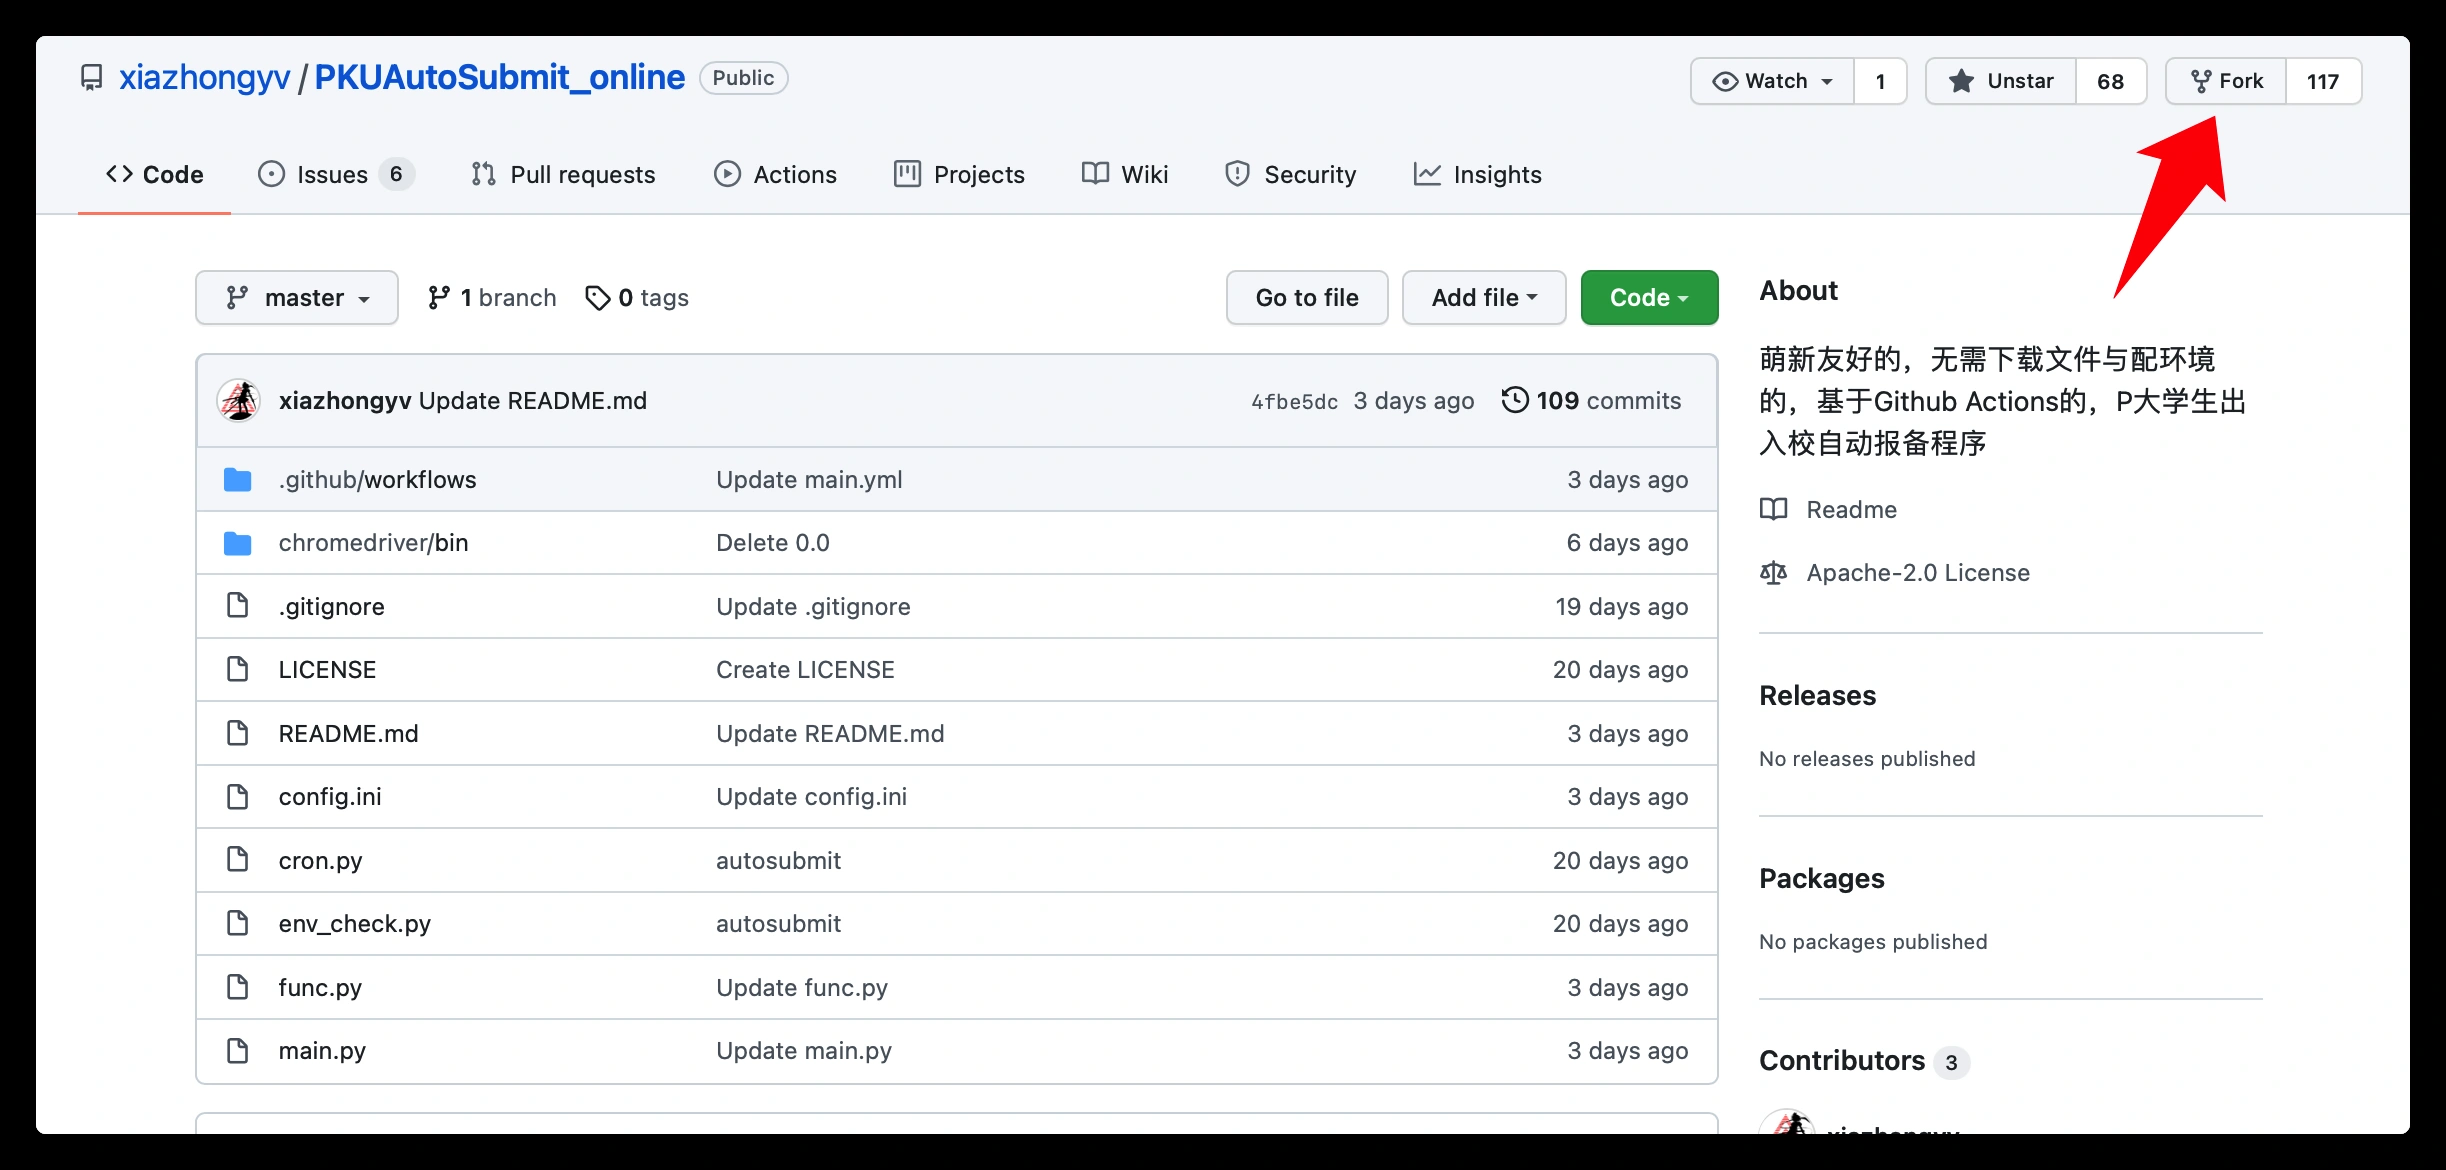 xiazhongyv / PKUAutoSubmit_online Public
Watch 1 Unstar 68 Fork 117
Code Issues 6 Pull requests Actions Projects Wiki Security Insights
master 1 branch 0 tags Go to file Add file Code
xiazhongyv Update README.md 4fbe5dc 3 days ago 109 commits
.github/workflows Update main.yml 3 days ago
chromedriver/bin Delete 0.0 6 days ago
.gitignore Update .gitignore 19 days ago
LICENSE Create LICENSE 20 days ago
README.md Update README.md 3 days ago
config.ini Update config.ini 3 days ago
cron.py autosubmit 20 days ago
env_check.py autosubmit 20 days ago
func.py Update func.py 3 days ago
main.py Update main.py 3 days ago
About
萌新友好的，无需下载文件与配环境
的，基于Github Actions的，P大学生出
入校自动报备程序
Readme
Apache-2.0 License
Releases
No releases published
Packages
No packages published
Contributors 3
xiazhongyv